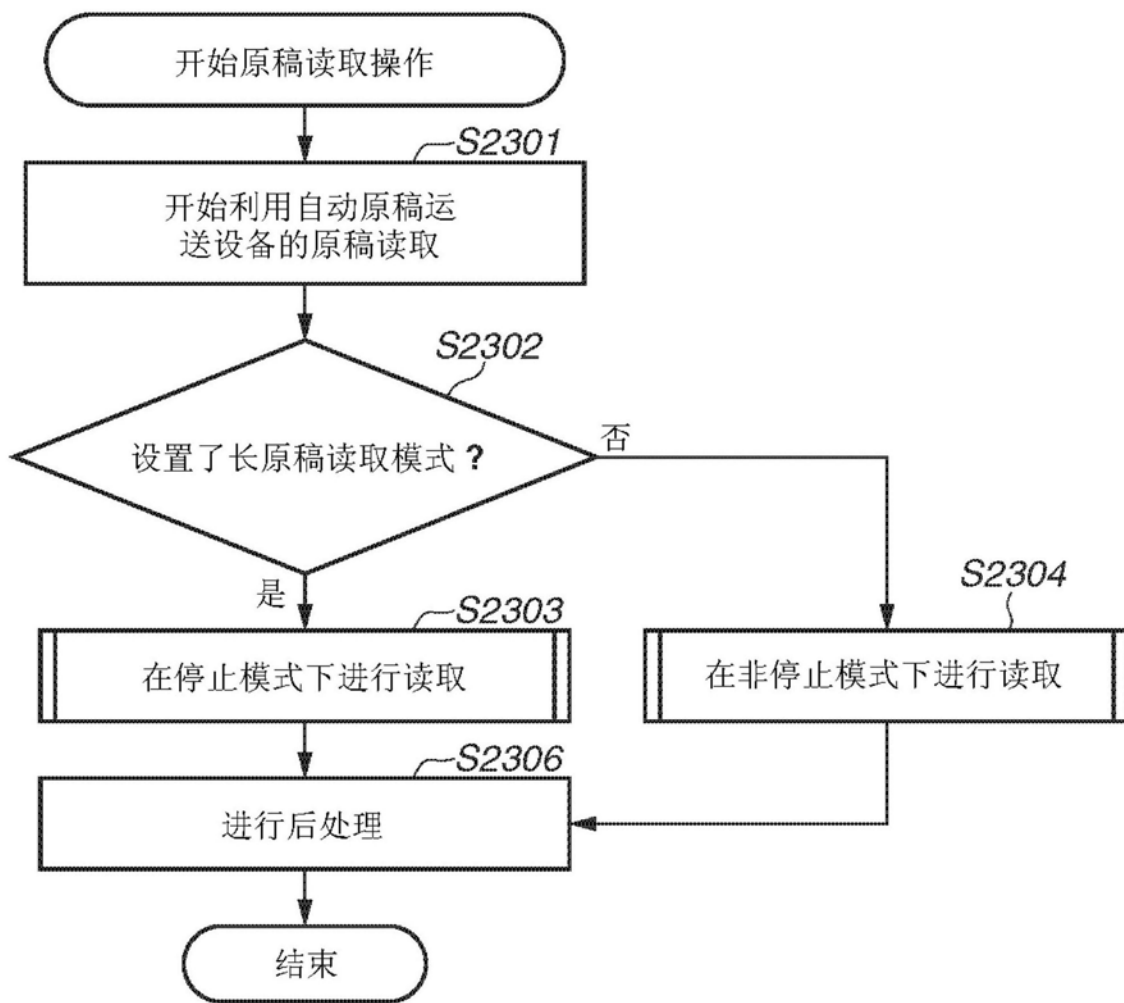 开始原稿读取操作
S2301
开始利用自动原稿运
送设备的原稿读取
S2302
设置了长原稿读取模式？
否
是
S2303
在停止模式下进行读取
S2304
在非停止模式下进行读取
S2306
进行后处理
结束